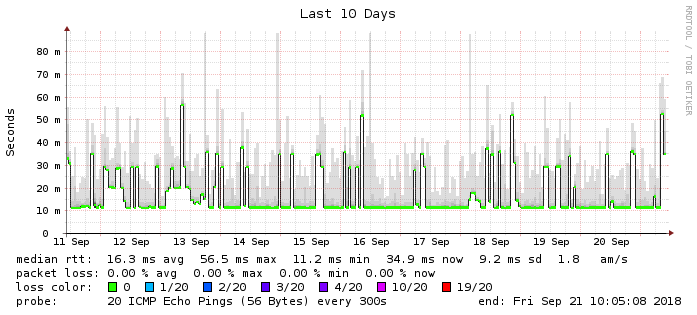 Last 10 Days
RRDTOOL / TOBI OETIKER
Seconds
80 m
70 m
60 m
50 m
40 m
30 m
20 m
10 m
0
11 Sep 12 Sep 13 Sep 14 Sep 15 Sep 16 Sep 17 Sep 18 Sep 19 Sep 20 Sep
median rtt: 16.3 ms avg 56.5 ms max 11.2 ms min 34.9 ms now 9.2 ms sd 1.8 am/s
packet loss: 0.00 % avg 0.00 % max 0.00 % min 0.00 % now
loss color: 0 1/20 2/20 3/20 4/20 10/20 19/20
probe: 20 ICMP Echo Pings (56 Bytes) every 300s end: Fri Sep 21 10:05:08 2018